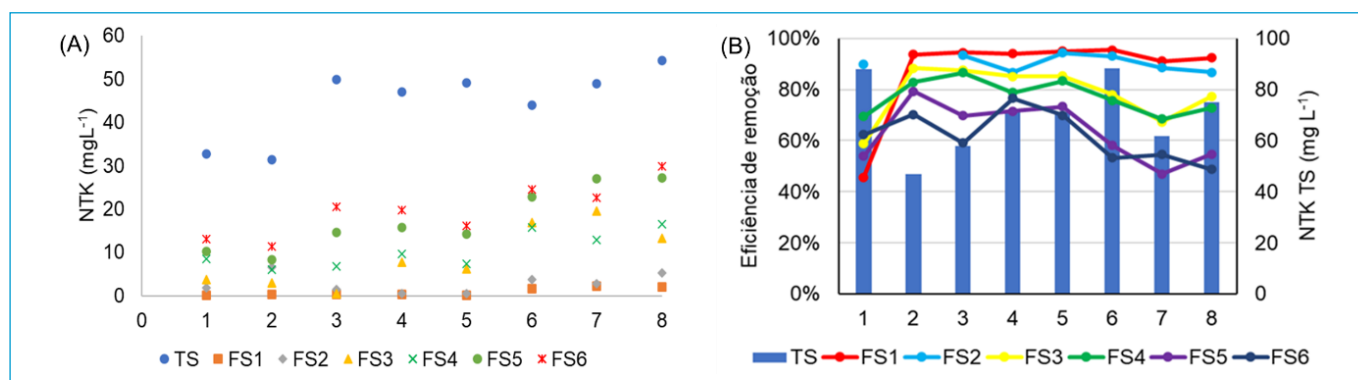 (A)
NTK (mgL⁻¹)
60
50
40
30
20
10
0
0 1 2 3 4 5 6 7 8
TS FS1 FS2 FS3 FS4 FS5 FS6
(B)
Eficiência de remoção
100%
80%
60%
40%
20%
0%
100
80
60
40
20
0
NTK TS (mg L⁻¹)
1 2 3 4 5 6 7 8
TS FS1 FS2 FS3 FS4 FS5 FS6